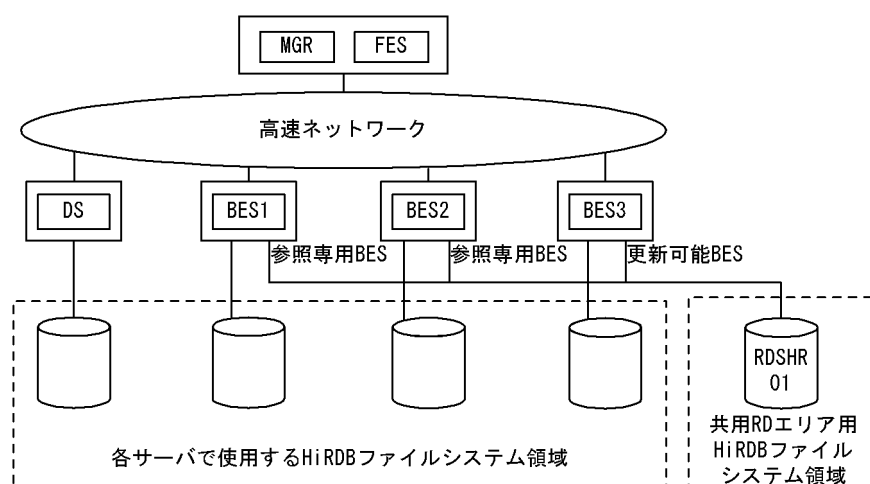 MGR
FES
高速ネットワーク
DS
BES1
BES2
BES3
参照専用BES
参照専用BES
更新可能BES
RDSHR
01
各サーバで使用するHiRDBファイルシステム領域
共用RDエリア用
HiRDBファイル
システム領域